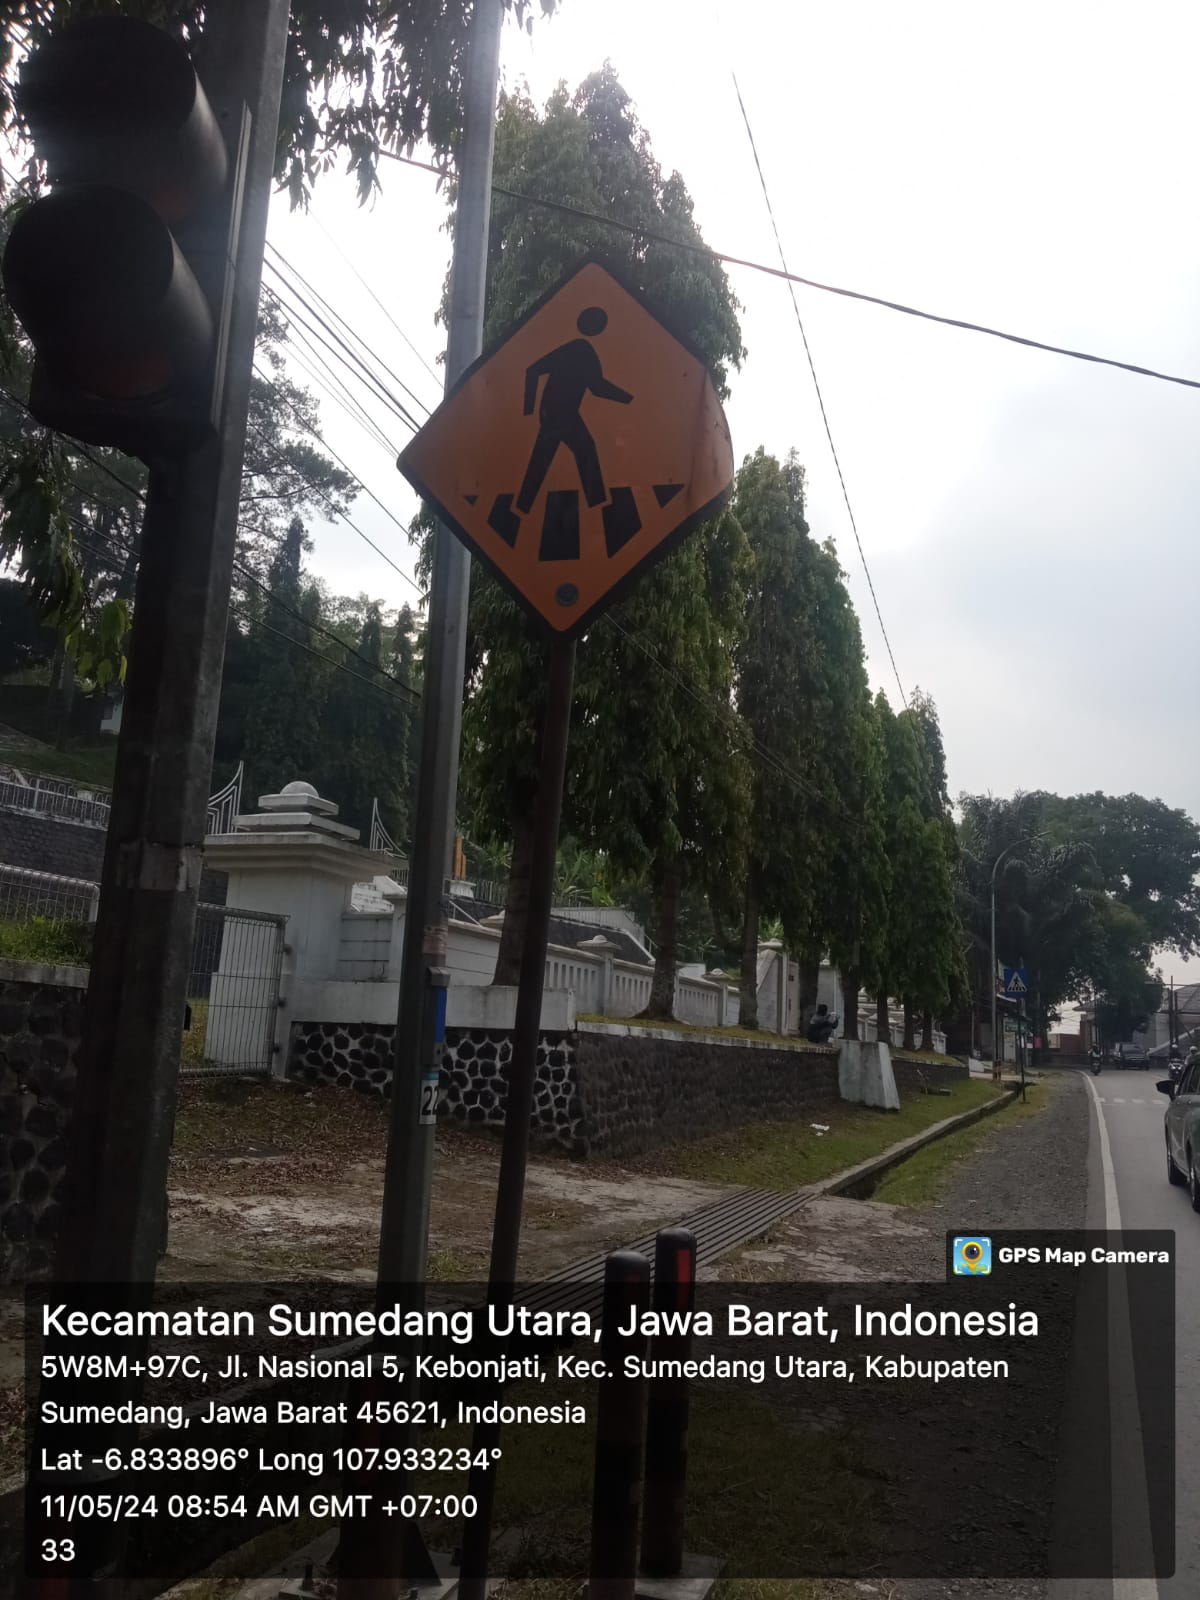 22
GPS Map Camera
Kecamatan Sumedang Utara, Jawa Barat, Indonesia
5W8M+97C, Jl. Nasional 5, Kebonjati, Kec. Sumedang Utara, Kabupaten
Sumedang, Jawa Barat 45621, Indonesia
Lat -6.833896° Long 107.933234°
11/05/24 08:54 AM GMT +07:00
33